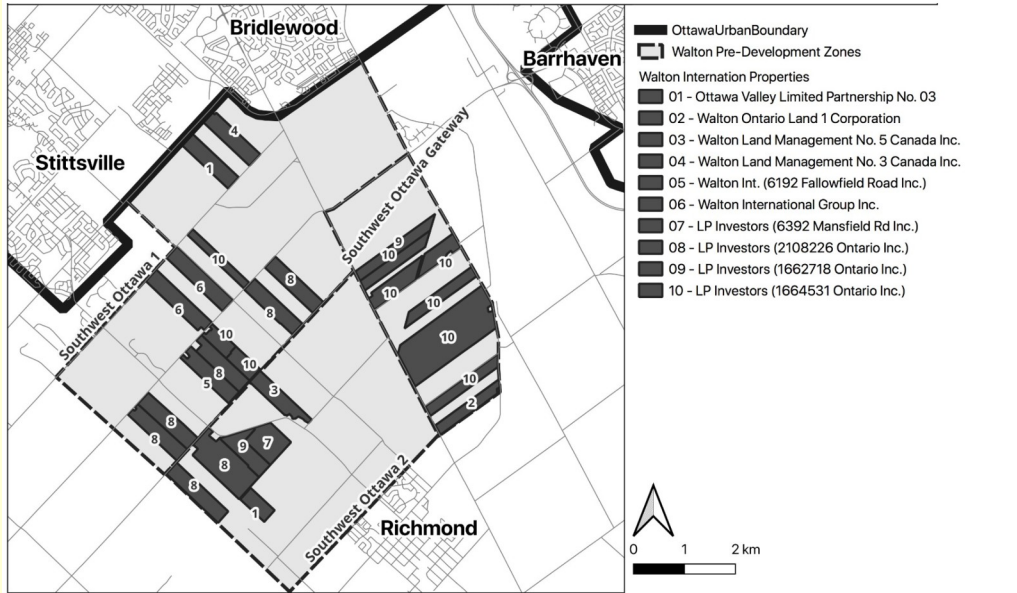 Bridlewood
Barrhaven
Stittsville
Richmond
Southwest Ottawa 1
Southwest Ottawa Gateway
Southwest Ottawa 2
4
1
10
6
6
8
8
10
10
8
5
3
8
8
9
7
8
8
1
9
10
10
10
10
10
10
2
OttawaUrbanBoundary
Walton Pre-Development Zones
Walton Internation Properties
01 - Ottawa Valley Limited Partnership No. 03
02 - Walton Ontario Land 1 Corporation
03 - Walton Land Management No. 5 Canada Inc.
04 - Walton Land Management No. 3 Canada Inc.
05 - Walton Int. (6192 Fallowfield Road Inc.)
06 - Walton International Group Inc.
07 - LP Investors (6392 Mansfield Rd Inc.)
08 - LP Investors (2108226 Ontario Inc.)
09 - LP Investors (1662718 Ontario Inc.)
10 - LP Investors (1664531 Ontario Inc.)
0 1 2 km